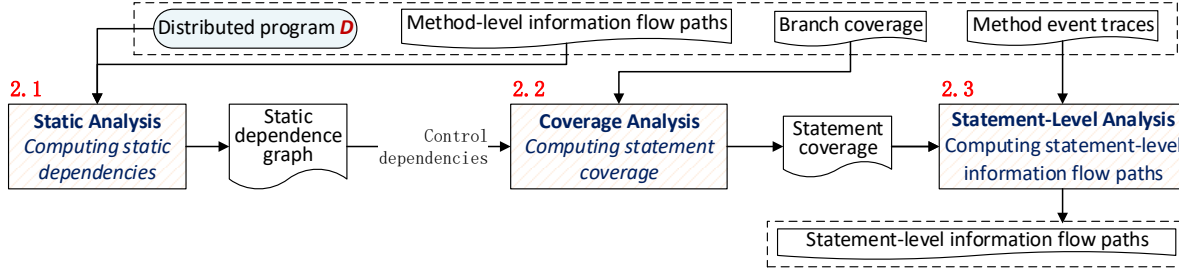 Distributed program D
Method-level information flow paths
Branch coverage
Method event traces
2.1
Static Analysis
Computing static
dependencies
Static
dependence
graph
Control
dependencies
2.2
Coverage Analysis
Computing statement
coverage
Statement
coverage
2.3
Statement-Level Analysis
Computing statement-level
information flow paths
Statement-level information flow paths